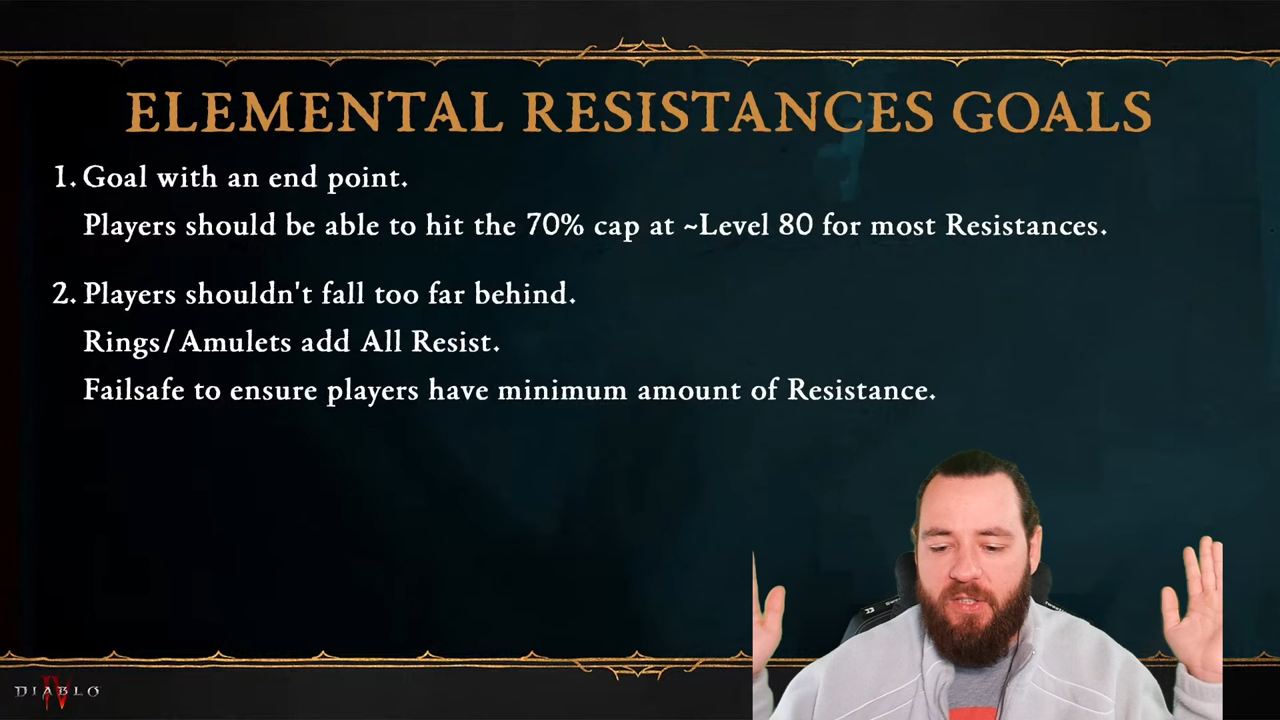 ELEMENTAL RESISTANCES GOALS
1. Goal with an end point.
Players should be able to hit the 70% cap at ~Level 80 for most Resistances.
2. Players shouldn't fall too far behind.
Rings/Amulets add All Resist.
Failsafe to ensure players have minimum amount of Resistance.
DIABLO
IV